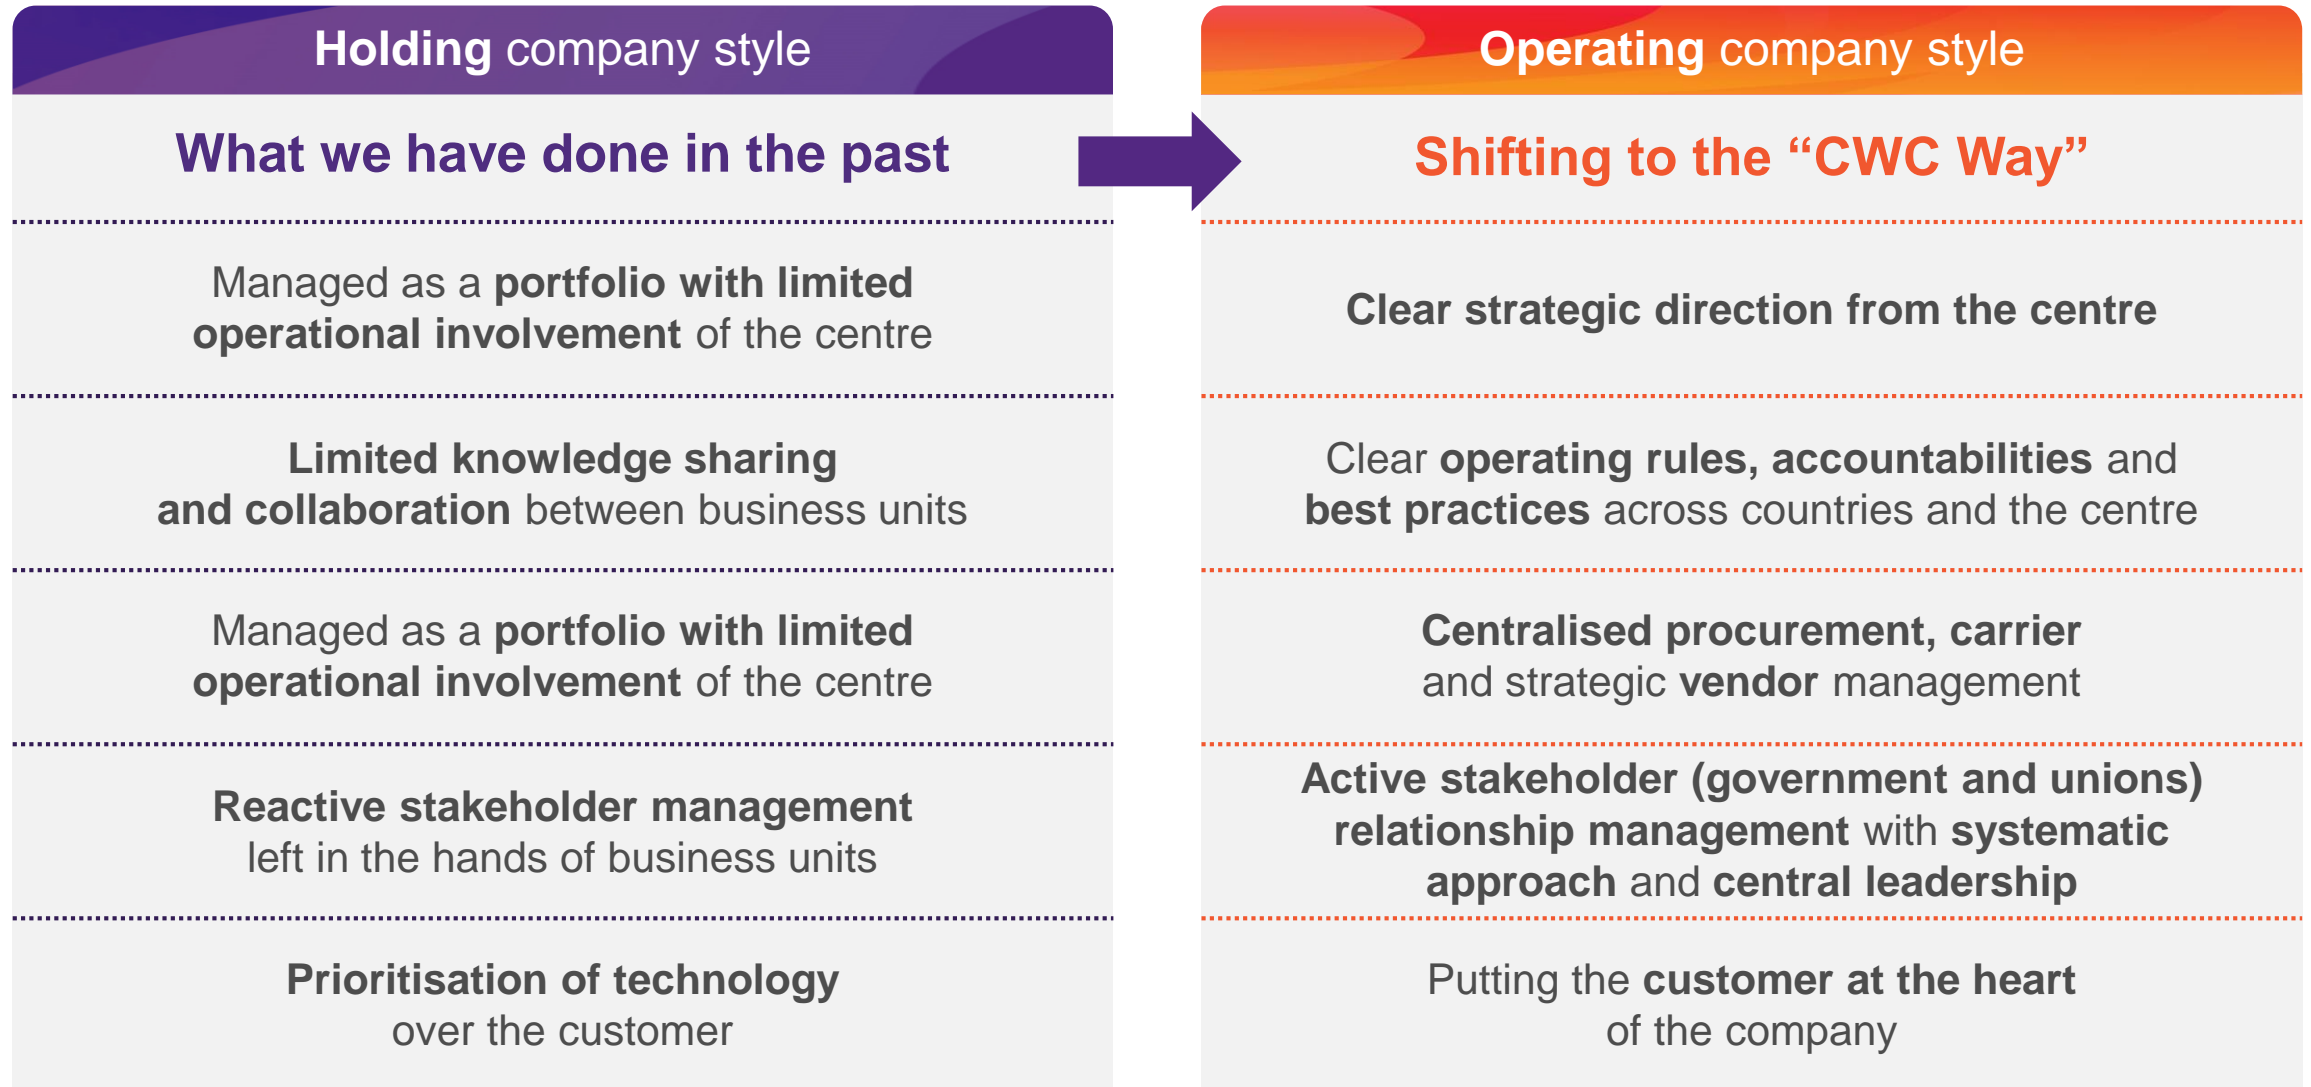 Holding company style
What we have done in the past
Managed as a portfolio with limited
operational involvement of the centre
Limited knowledge sharing
and collaboration between business units
Managed as a portfolio with limited
operational involvement of the centre
Reactive stakeholder management
left in the hands of business units
Prioritisation of technology
over the customer
Operating company style
Shifting to the “CWC Way”
Clear strategic direction from the centre
Clear operating rules, accountabilities and
best practices across countries and the centre
Centralised procurement, carrier
and strategic vendor management
Active stakeholder (government and unions)
relationship management with systematic
approach and central leadership
Putting the customer at the heart
of the company